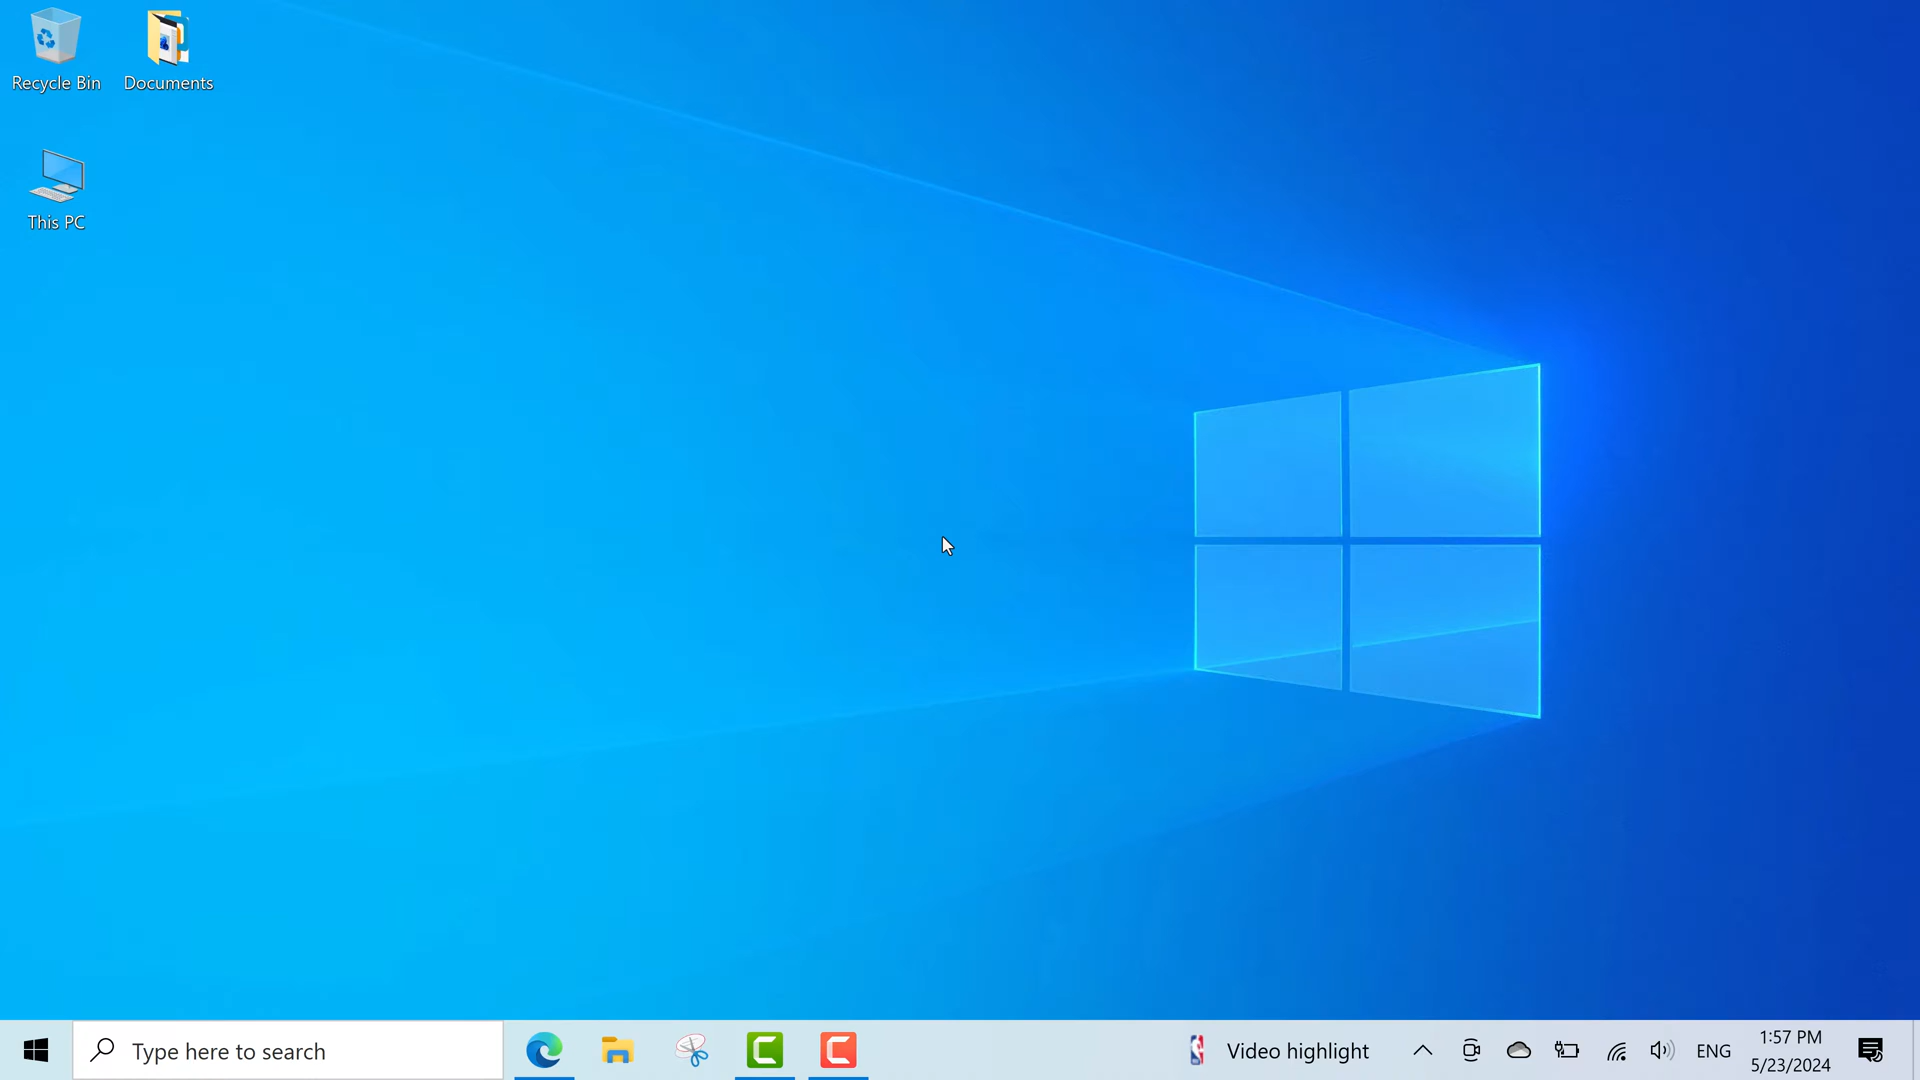 Recycle Bin
Documents
This PC
Type here to search
Video highlight
ENG
1:57 PM
5/23/2024